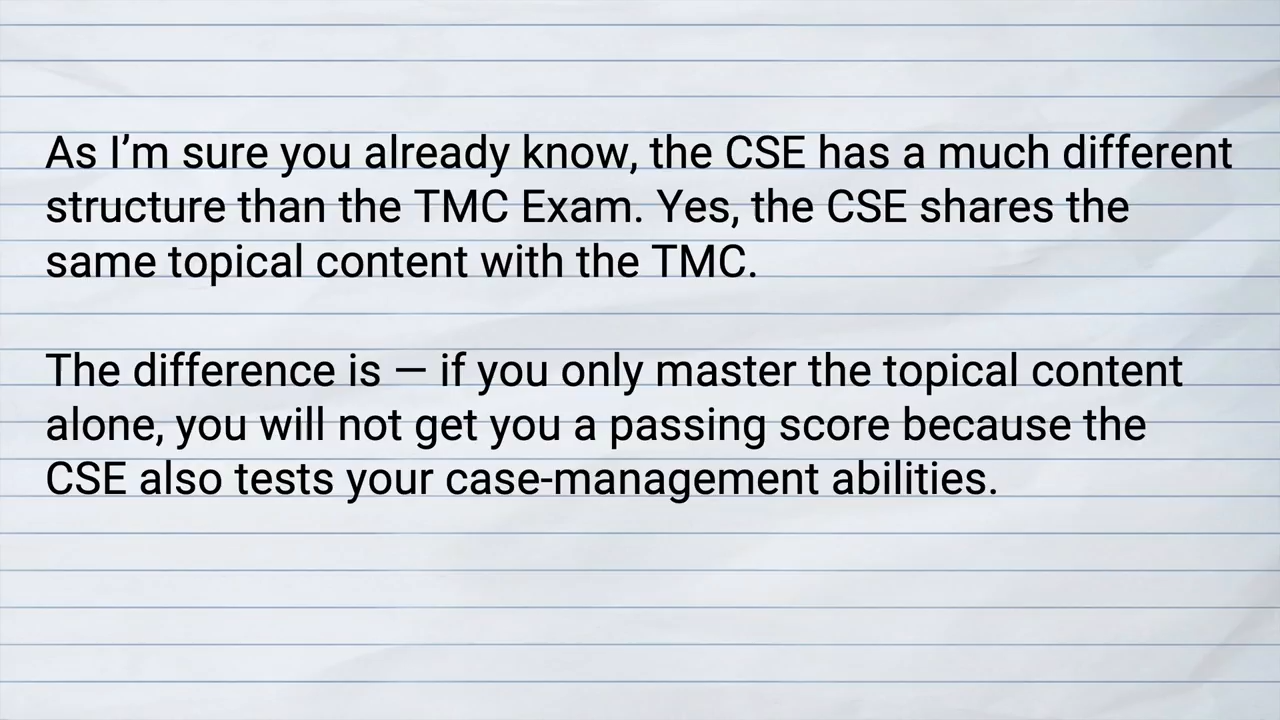 As I’m sure you already know, the CSE has a much different
structure than the TMC Exam. Yes, the CSE shares the
same topical content with the TMC.
The difference is — if you only master the topical content
alone, you will not get you a passing score because the
CSE also tests your case-management abilities.